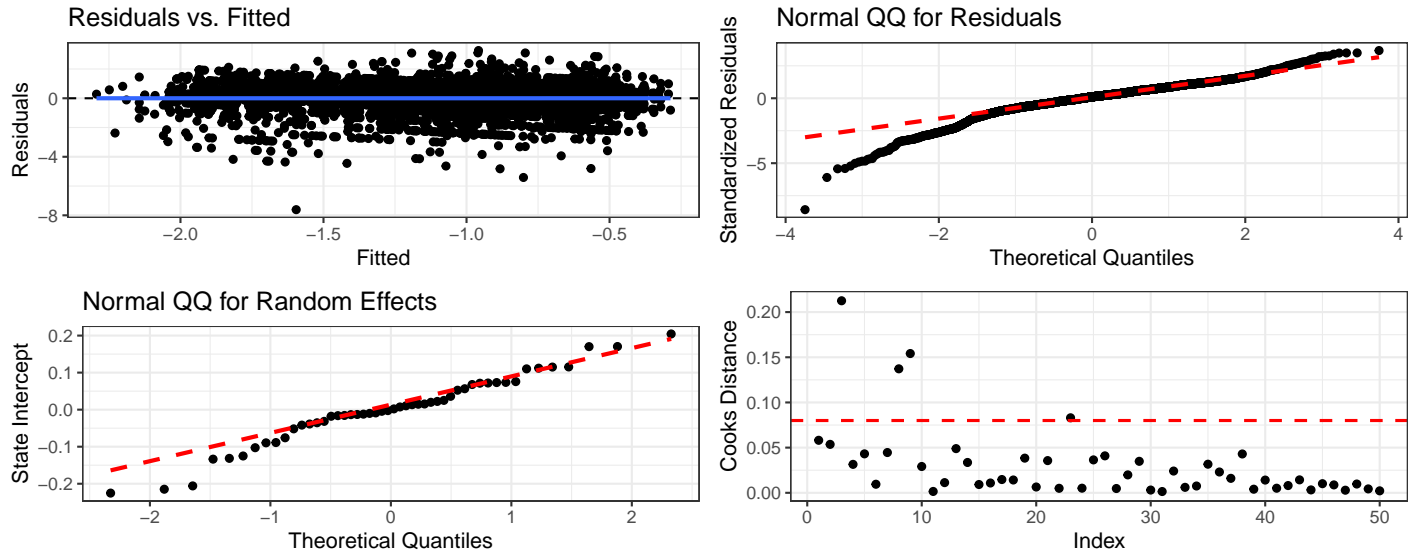 Residuals vs. Fitted
Residuals
0
−4
−8
−2.0 −1.5 −1.0 −0.5
Fitted
Normal QQ for Residuals
Standardized Residuals
0
−5
−4 −2 0 2 4
Theoretical Quantiles
Normal QQ for Random Effects
State Intercept
0.2
0.1
0.0
−0.1
−0.2
−2 −1 0 1 2
Theoretical Quantiles
Cooks Distance
0.20
0.15
0.10
0.05
0.00
0 10 20 30 40 50
Index